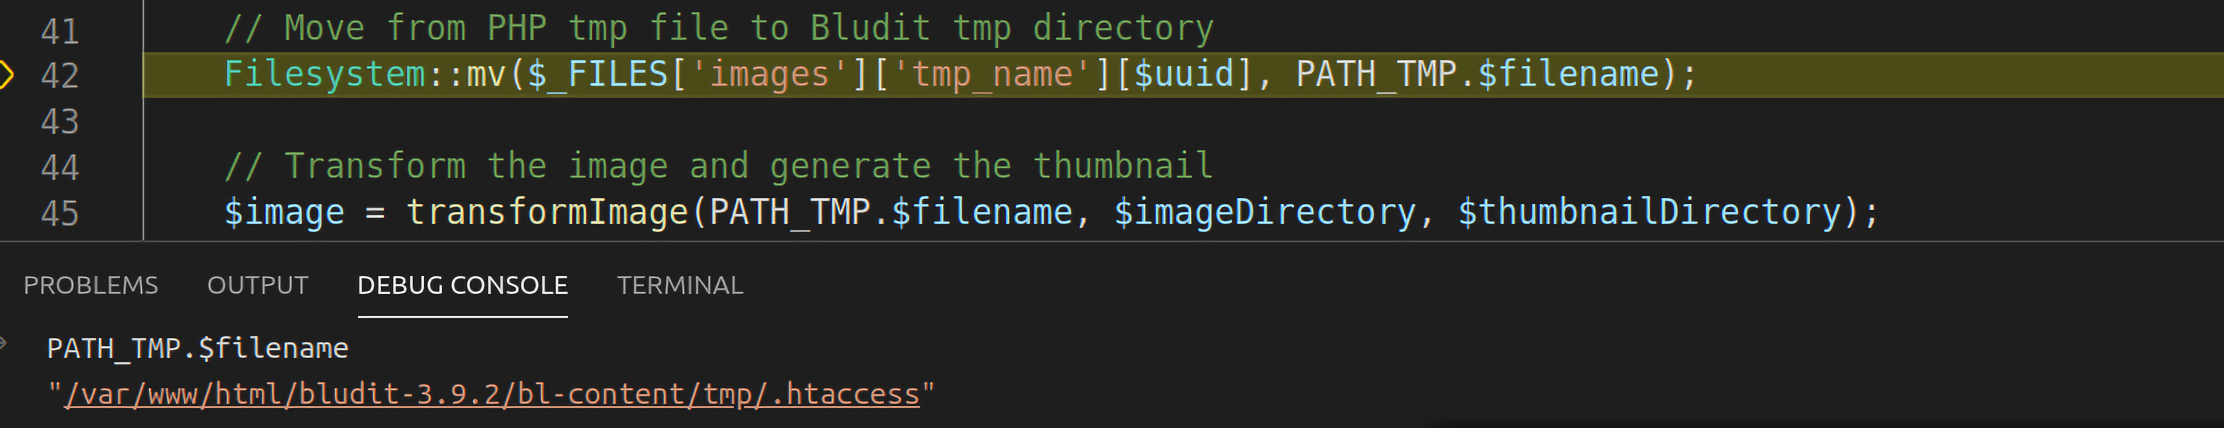 41 // Move from PHP tmp file to Bludit tmp directory
42 Filesystem::mv($_FILES['images']['tmp_name'][$uuid], PATH_TMP.$filename);
43
44 // Transform the image and generate the thumbnail
45 $image = transformImage(PATH_TMP.$filename, $imageDirectory, $thumbnailDirectory);
PROBLEMS OUTPUT DEBUG CONSOLE TERMINAL
PATH_TMP.$filename
"/var/www/html/bludit-3.9.2/bl-content/tmp/.htaccess"